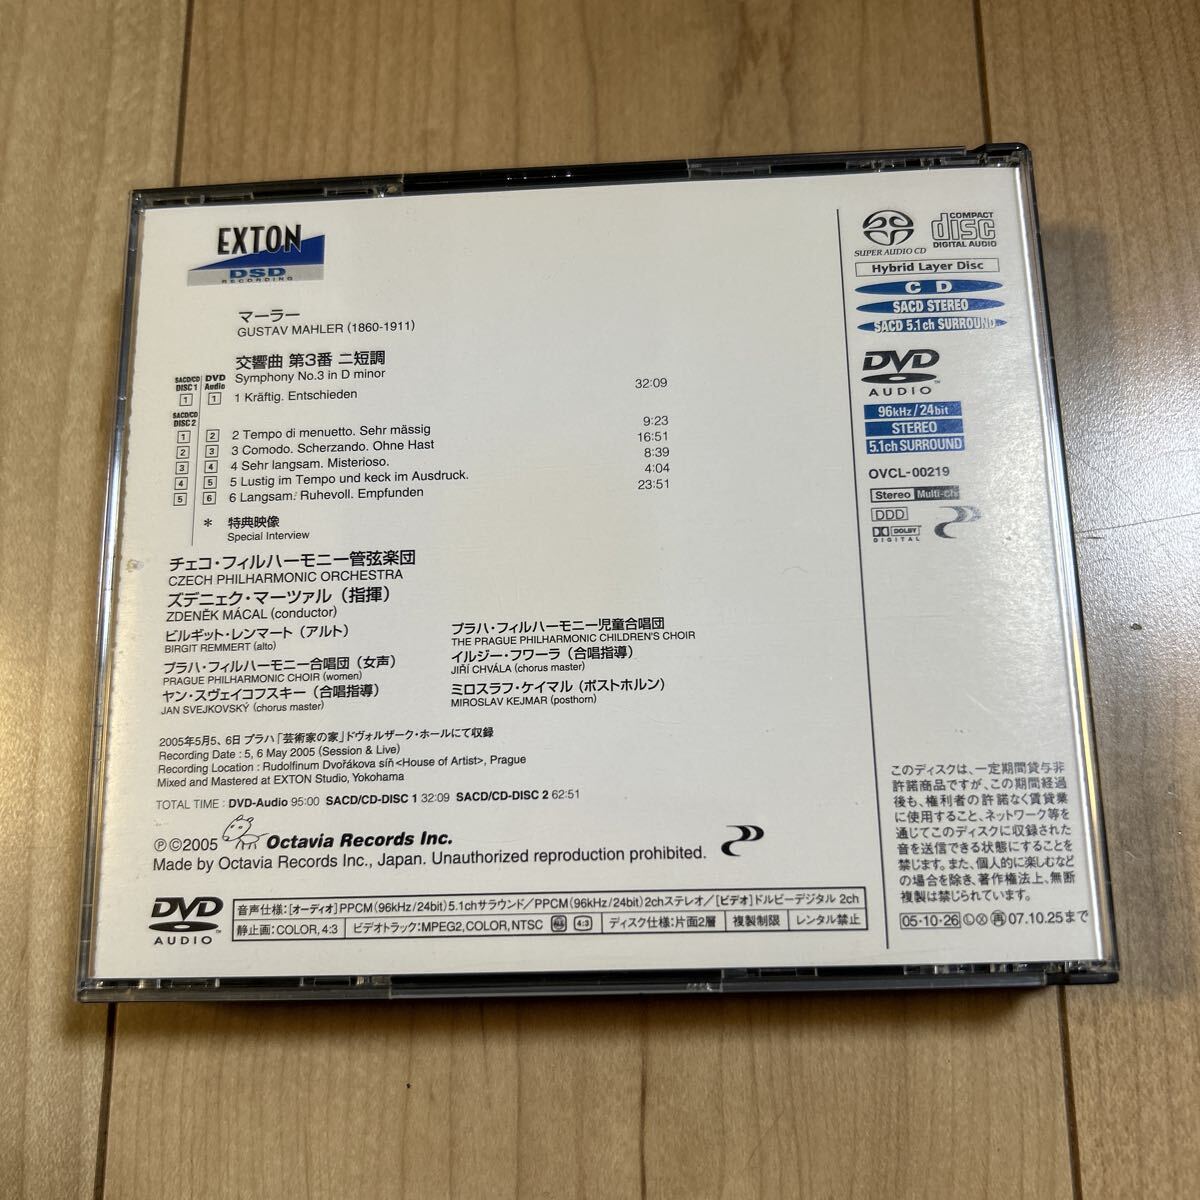 EXTON
DSD
RECORDING
マーラー
GUSTAV MAHLER (1860-1911)
交響曲 第3番 ニ短調
Symphony No.3 in D minor
SACD/CD DISC 1
DVD Audio
1 1 1 Kräftig. Entschieden 32:09
SACD/CD DISC 2
1 2 2 Tempo di menuetto. Sehr mässig 9:23
2 3 3 Comodo. Scherzando. Ohne Hast 16:51
3 4 4 Sehr langsam. Misterioso. 8:39
4 5 5 Lustig im Tempo und keck im Ausdruck. 4:04
5 6 6 Langsam. Ruhevoll. Empfunden 23:51
* 特典映像
Special Interview
チェコ・フィルハーモニー管弦楽団
CZECH PHILHARMONIC ORCHESTRA
ズデニェク・マーツァル（指揮）
ZDENĚK MÁCAL (conductor)
ビルギット・レンマート（アルト）
BIRGIT REMMERT (alto)
プラハ・フィルハーモニー合唱団（女声）
PRAGUE PHILHARMONIC CHOIR (women)
ヤン・スヴェイコフスキー（合唱指導）
JAN SVEJKOVSKÝ (chorus master)
プラハ・フィルハーモニー児童合唱団
THE PRAGUE PHILHARMONIC CHILDREN'S CHOIR
イルジー・フワーラ（合唱指導）
JIŘÍ CHVÁLA (chorus master)
ミロスラフ・ケイマル（ポストホルン）
MIROSLAV KEJMAR (posthorn)
2005年5月5、6日 プラハ「芸術家の家」ドヴォルザーク・ホールにて収録
Recording Date : 5, 6 May 2005 (Session & Live)
Recording Location : Rudolfinum Dvořákova síň <House of Artist>, Prague
Mixed and Mastered at EXTON Studio, Yokohama
TOTAL TIME : DVD-Audio 95:00 SACD/CD-DISC 1 32:09 SACD/CD-DISC 2 62:51
Ⓟ©2005 Octavia Records Inc.
Made by Octavia Records Inc., Japan. Unauthorized reproduction prohibited.
DVD
AUDIO
音声仕様：[オーディオ] PPCM（96kHz/24bit）5.1chサラウンド／PPCM（96kHz/24bit）2chステレオ／[ビデオ]ドルビーデジタル 2ch
静止画：COLOR, 4:3 ビデオトラック：MPEG2, COLOR, NTSC 4:3 ディスク仕様：片面2層 複製制限 レンタル禁止
SUPER AUDIO CD
COMPACT disc DIGITAL AUDIO
Hybrid Layer Disc
CD
SACD STEREO
SACD 5.1ch SURROUND
DVD
AUDIO
96kHz/24bit
STEREO
5.1ch SURROUND
OVCL-00219
Stereo Multi-ch
DDD
DOLBY
DIGITAL
このディスクは、一定期間貸与非
許諾商品ですが、この期間経過
後も、権利者の許諾なく賃貸業
に使用すること、ネットワーク等を
通じてこのディスクに収録された
音を送信できる状態にすることを
禁じます。また、個人的に楽しむなど
の場合を除き、著作権法上、無断
複製は禁じられています。
05・10・26 Ⓛ Ⓧ 再 07.10.25まで